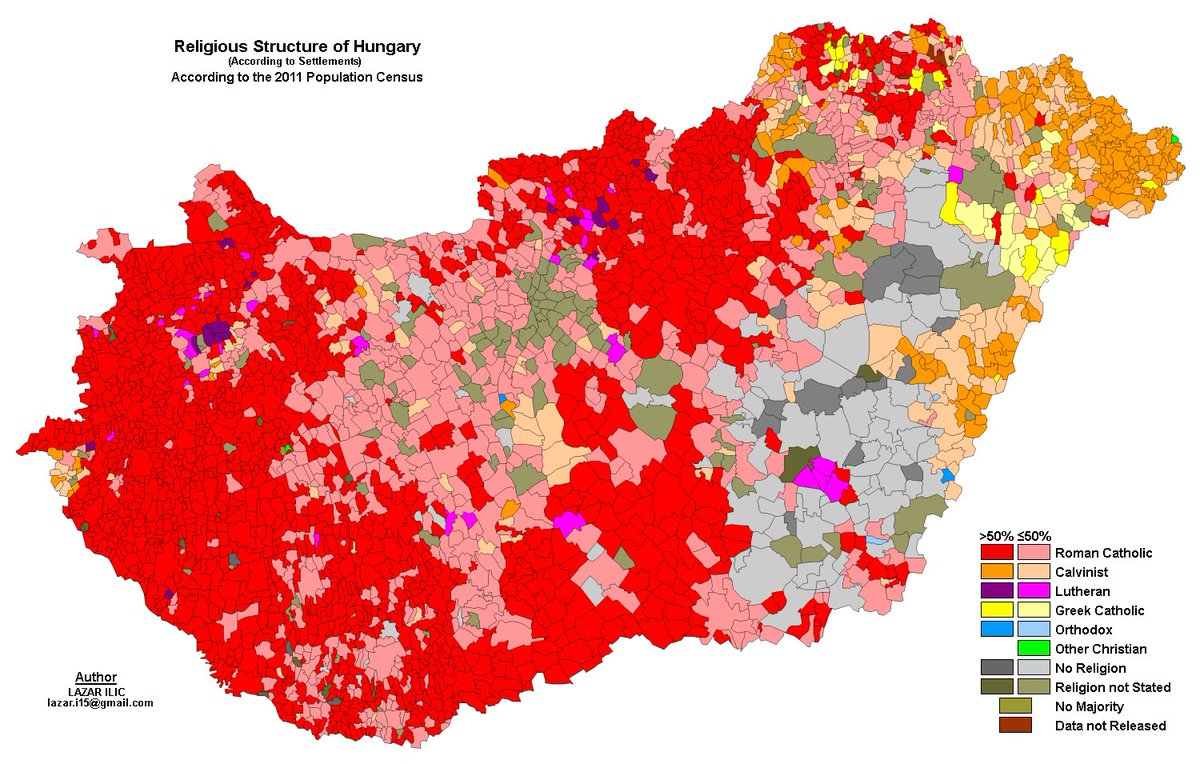 Religious Structure of Hungary
(According to Settlements)
According to the 2011 Population Census
>50% ≤50%
Roman Catholic
Calvinist
Lutheran
Greek Catholic
Orthodox
Other Christian
No Religion
Religion not Stated
No Majority
Data not Released
Author
LAZAR ILIC
lazar.i15@gmail.com